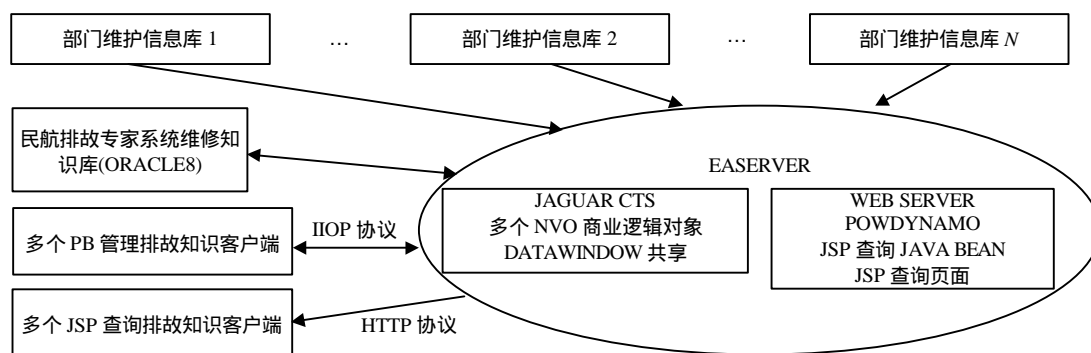 部门维护信息库 1
…
部门维护信息库 2
…
部门维护信息库 N
民航排故专家系统维修知
识库(ORACLE8)
EASERVER
JAGUAR CTS
多个 NVO 商业逻辑对象
DATAWINDOW 共享
WEB SERVER
POWDYNAMO
JSP 查询 JAVA BEAN
JSP 查询页面
多个 PB 管理排故知识客户端
IIOP 协议
多个 JSP 查询排故知识客户端
HTTP 协议